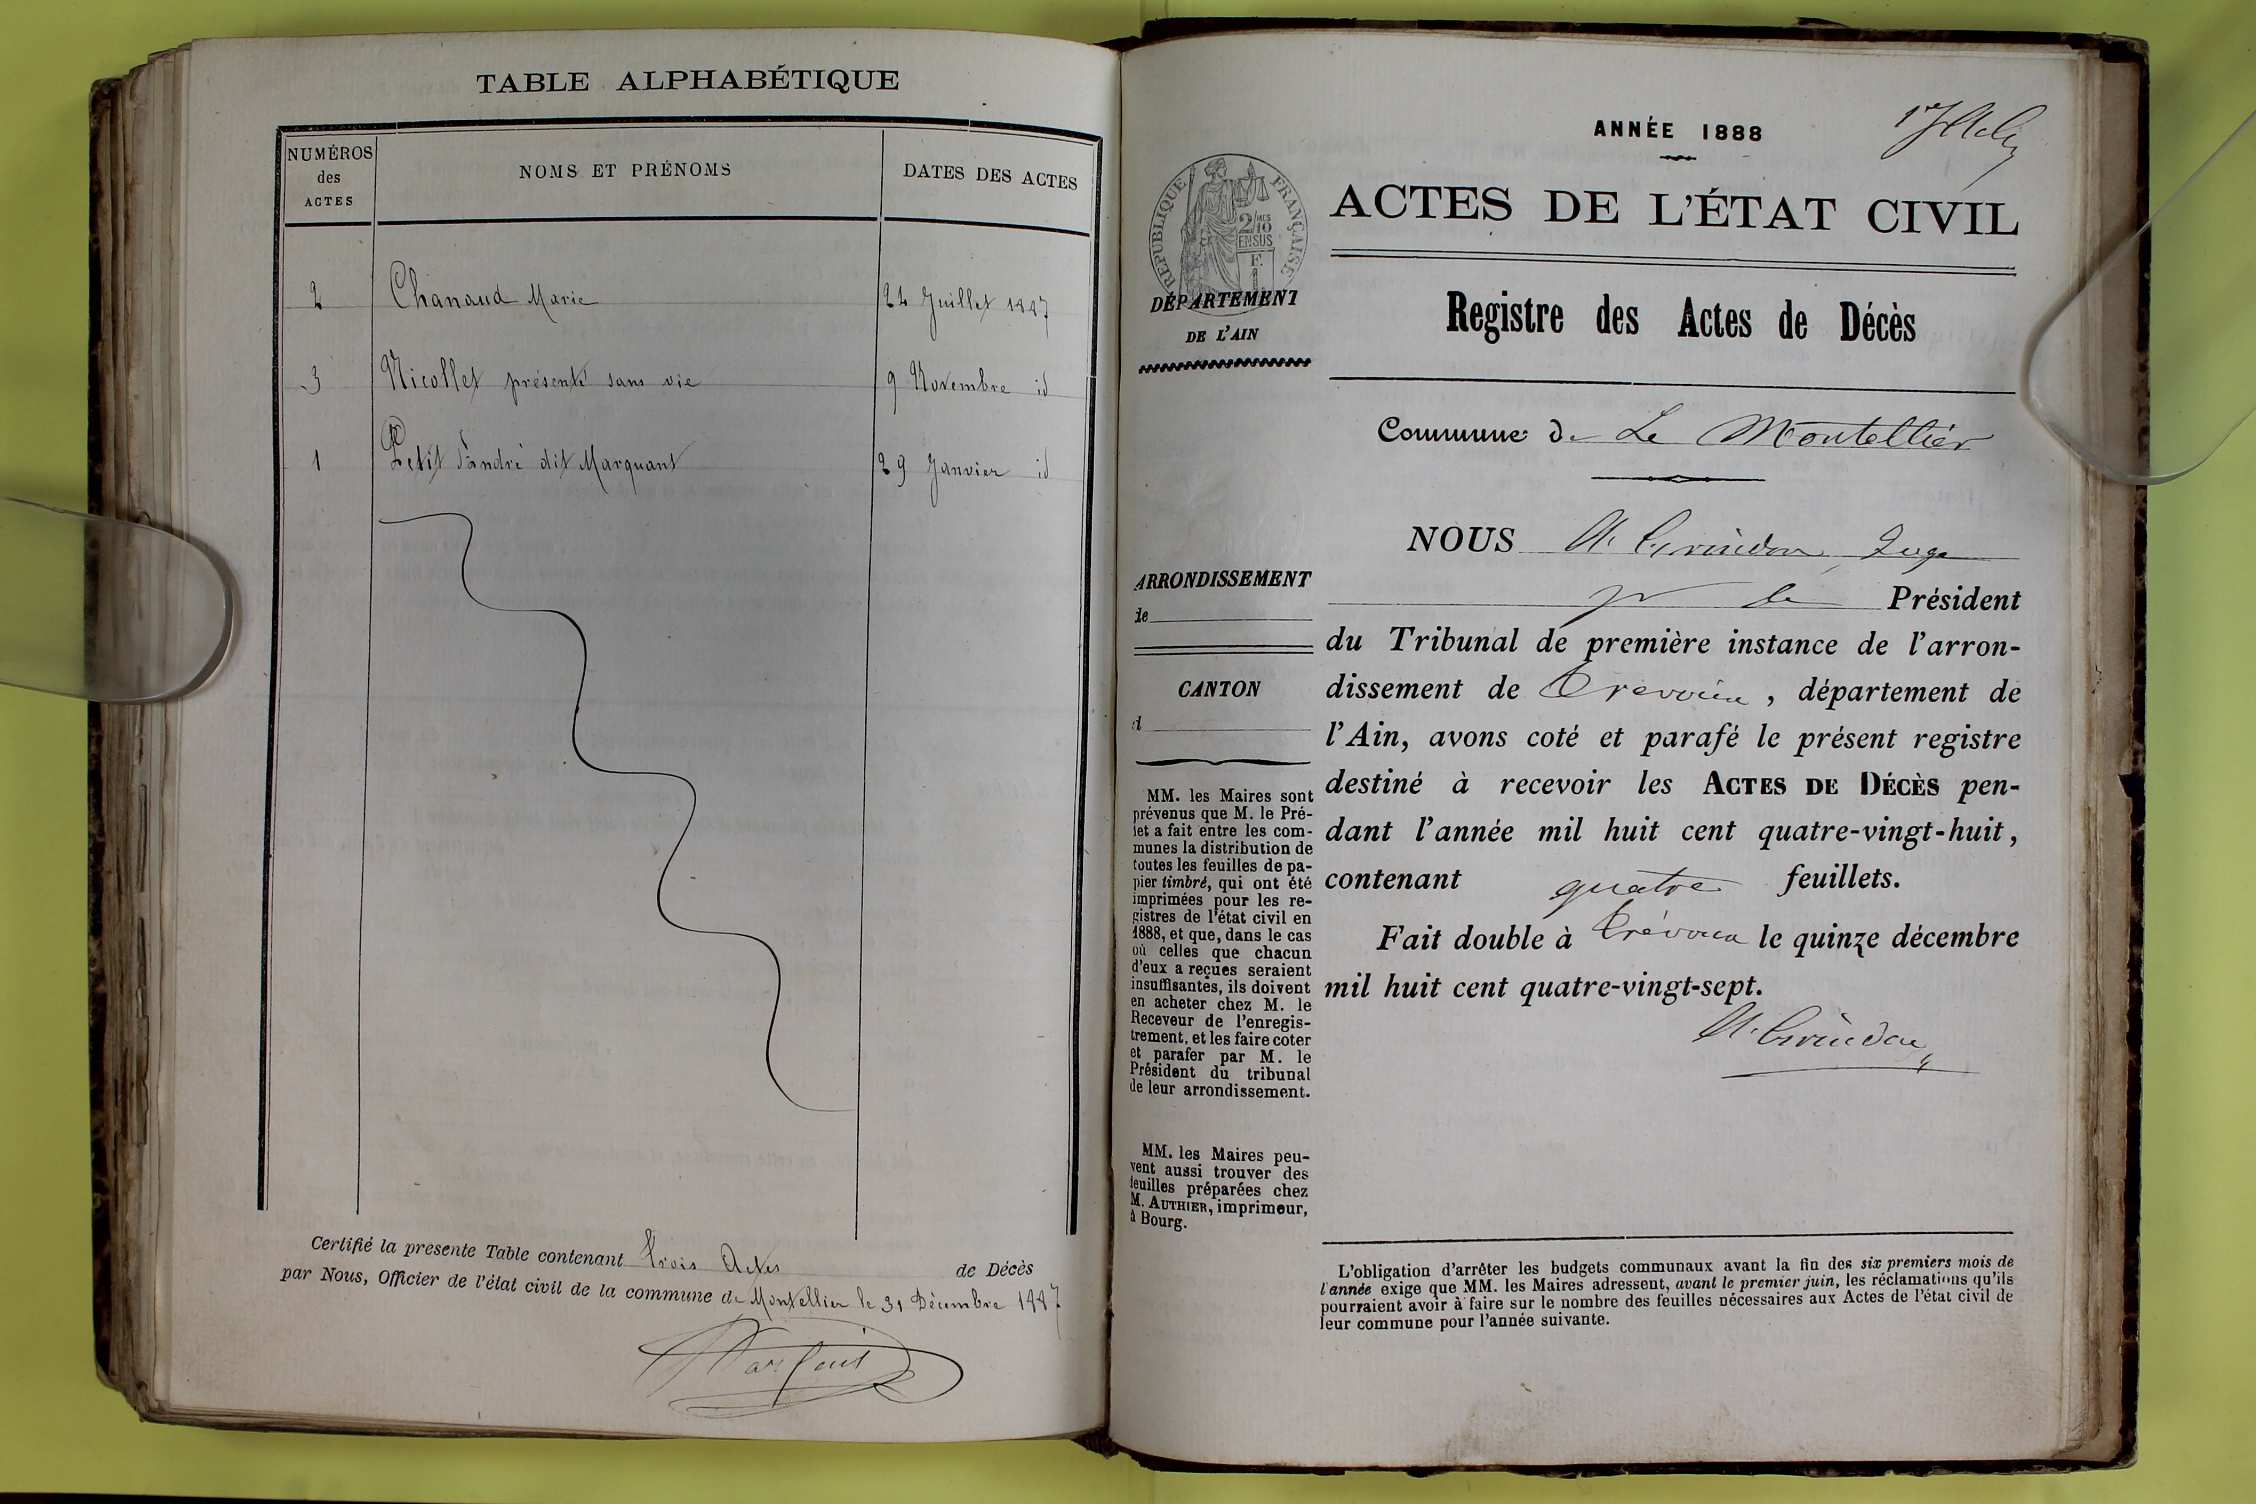 TABLE ALPHABÉTIQUE
NUMÉROS
des
ACTES
NOMS ET PRÉNOMS
DATES DES ACTES
2 Chanaud Marie 24 Juillet 1887
3 Nicollet présenté sans vie 9 Novembre id
1 Petit André dit Marquant 29 Janvier id
Certifié la presente Table contenant trois Actes de Décès
par Nous, Officier de l'état civil de la commune de Montellier le 31 Décembre 1887
ANNÉE 1888
ACTES DE L'ÉTAT CIVIL
RÉPUBLIQUE FRANÇAISE
2/10 MES
EN SUS
F.
1
DÉPARTEMENT
DE L'AIN
Registre des Actes de Décès
Commune de Le Montellier
ARRONDISSEMENT
de
CANTON
d
MM. les Maires sont
prévenus que M. le Pré-
fet a fait entre les com-
munes la distribution de
toutes les feuilles de pa-
pier timbré, qui ont été
imprimées pour les re-
gistres de l'état civil en
1888, et que, dans le cas
où celles que chacun
d'eux a reçues seraient
insuffisantes, ils doivent
en acheter chez M. le
Receveur de l'enregis-
trement, et les faire coter
et parafer par M. le
Président du tribunal
de leur arrondissement.
MM. les Maires peu-
vent aussi trouver des
feuilles préparées chez
M. AUTHIER, imprimeur,
à Bourg.
NOUS Juge
pr le Président
du Tribunal de première instance de l'arron-
dissement de Trévoux, département de
l'Ain, avons coté et parafé le présent registre
destiné à recevoir les ACTES DE DÉCÈS pen-
dant l'année mil huit cent quatre-vingt-huit,
contenant quatre feuillets.
Fait double à Trévoux le quinze décembre
mil huit cent quatre-vingt-sept.
L'obligation d'arrêter les budgets communaux avant la fin des six premiers mois de
l'année exige que MM. les Maires adressent, avant le premier juin, les réclamations qu'ils
pourraient avoir à faire sur le nombre des feuilles nécessaires aux Actes de l'état civil de
leur commune pour l'année suivante.